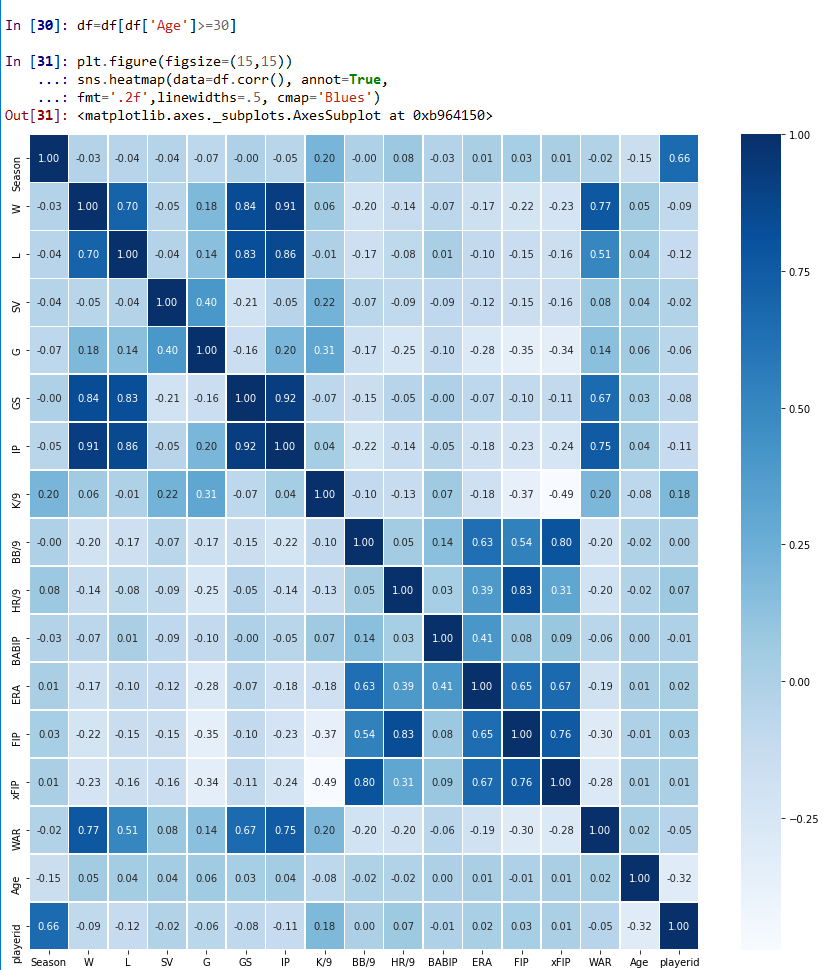 In [30]: df=df[df['Age']>=30]
In [31]: plt.figure(figsize=(15,15))
...: sns.heatmap(data=df.corr(), annot=True,
...: fmt='.2f',linewidths=.5, cmap='Blues')
Out[31]: <matplotlib.axes._subplots.AxesSubplot at 0xb964150>
Season 1.00 -0.03 -0.04 -0.04 -0.07 -0.00 -0.05 0.20 -0.00 0.08 -0.03 0.01 0.03 0.01 -0.02 -0.15 0.66
W -0.03 1.00 0.70 -0.05 0.18 0.84 0.91 0.06 -0.20 -0.14 -0.07 -0.17 -0.22 -0.23 0.77 0.05 -0.09
L -0.04 0.70 1.00 -0.04 0.14 0.83 0.86 -0.01 -0.17 -0.08 0.01 -0.10 -0.15 -0.16 0.51 0.04 -0.12
SV -0.04 -0.05 -0.04 1.00 0.40 -0.21 -0.05 0.22 -0.07 -0.09 -0.09 -0.12 -0.15 -0.16 0.08 0.04 -0.02
G -0.07 0.18 0.14 0.40 1.00 -0.16 0.20 0.31 -0.17 -0.25 -0.10 -0.28 -0.35 -0.34 0.14 0.06 -0.06
GS -0.00 0.84 0.83 -0.21 -0.16 1.00 0.92 -0.07 -0.15 -0.05 -0.00 -0.07 -0.10 -0.11 0.67 0.03 -0.08
IP -0.05 0.91 0.86 -0.05 0.20 0.92 1.00 0.04 -0.22 -0.14 -0.05 -0.18 -0.23 -0.24 0.75 0.04 -0.11
K/9 0.20 0.06 -0.01 0.22 0.31 -0.07 0.04 1.00 -0.10 -0.13 0.07 -0.18 -0.37 -0.49 0.20 -0.08 0.18
BB/9 -0.00 -0.20 -0.17 -0.07 -0.17 -0.15 -0.22 -0.10 1.00 0.05 0.14 0.63 0.54 0.80 -0.20 -0.02 0.00
HR/9 0.08 -0.14 -0.08 -0.09 -0.25 -0.05 -0.14 -0.13 0.05 1.00 0.03 0.39 0.83 0.31 -0.20 -0.02 0.07
BABIP -0.03 -0.07 0.01 -0.09 -0.10 -0.00 -0.05 0.07 0.14 0.03 1.00 0.41 0.08 0.09 -0.06 0.00 -0.01
ERA 0.01 -0.17 -0.10 -0.12 -0.28 -0.07 -0.18 -0.18 0.63 0.39 0.41 1.00 0.65 0.67 -0.19 0.01 0.02
FIP 0.03 -0.22 -0.15 -0.15 -0.35 -0.10 -0.23 -0.37 0.54 0.83 0.08 0.65 1.00 0.76 -0.30 -0.01 0.03
xFIP 0.01 -0.23 -0.16 -0.16 -0.34 -0.11 -0.24 -0.49 0.80 0.31 0.09 0.67 0.76 1.00 -0.28 0.01 0.01
WAR -0.02 0.77 0.51 0.08 0.14 0.67 0.75 0.20 -0.20 -0.20 -0.06 -0.19 -0.30 -0.28 1.00 0.02 -0.05
Age -0.15 0.05 0.04 0.04 0.06 0.03 0.04 -0.08 -0.02 -0.02 0.00 0.01 -0.01 0.01 0.02 1.00 -0.32
playerid 0.66 -0.09 -0.12 -0.02 -0.06 -0.08 -0.11 0.18 0.00 0.07 -0.01 0.02 0.03 0.01 -0.05 -0.32 1.00
Season W L SV G GS IP K/9 BB/9 HR/9 BABIP ERA FIP xFIP WAR Age playerid
1.00
0.75
0.50
0.25
0.00
−0.25